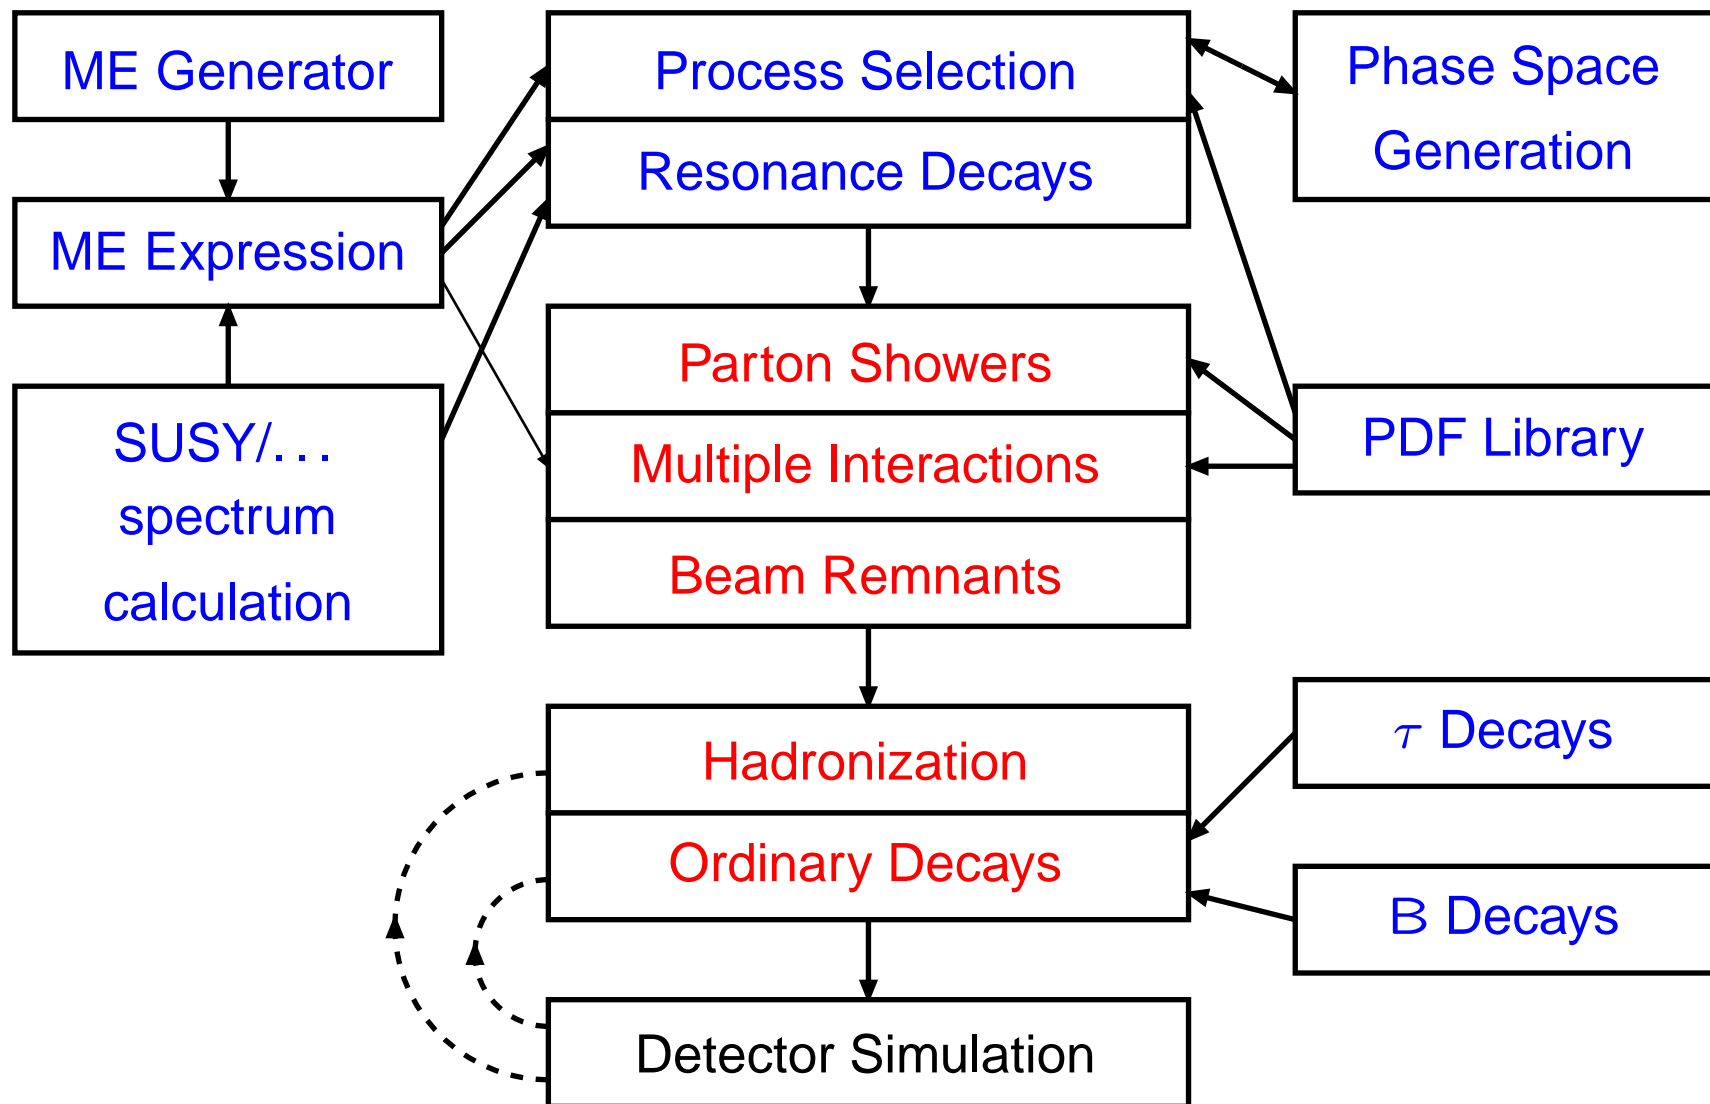 ME Generator
ME Expression
SUSY/...
spectrum
calculation
Process Selection
Resonance Decays
Parton Showers
Multiple Interactions
Beam Remnants
Hadronization
Ordinary Decays
Detector Simulation
Phase Space
Generation
PDF Library
τ Decays
B Decays